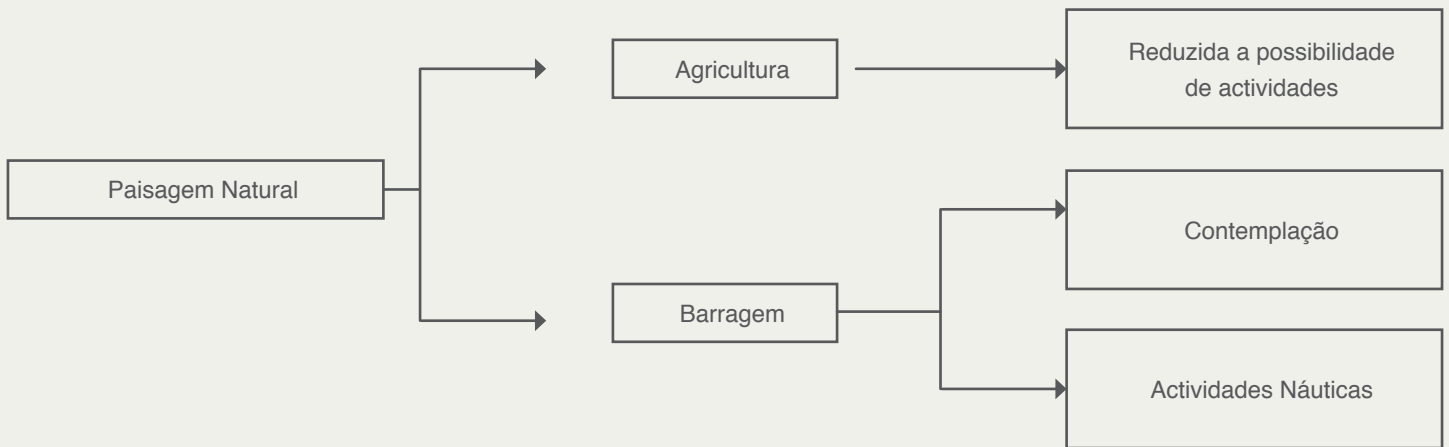 Paisagem Natural
Agricultura
Reduzida a possibilidade
de actividades
Barragem
Contemplação
Actividades Náuticas